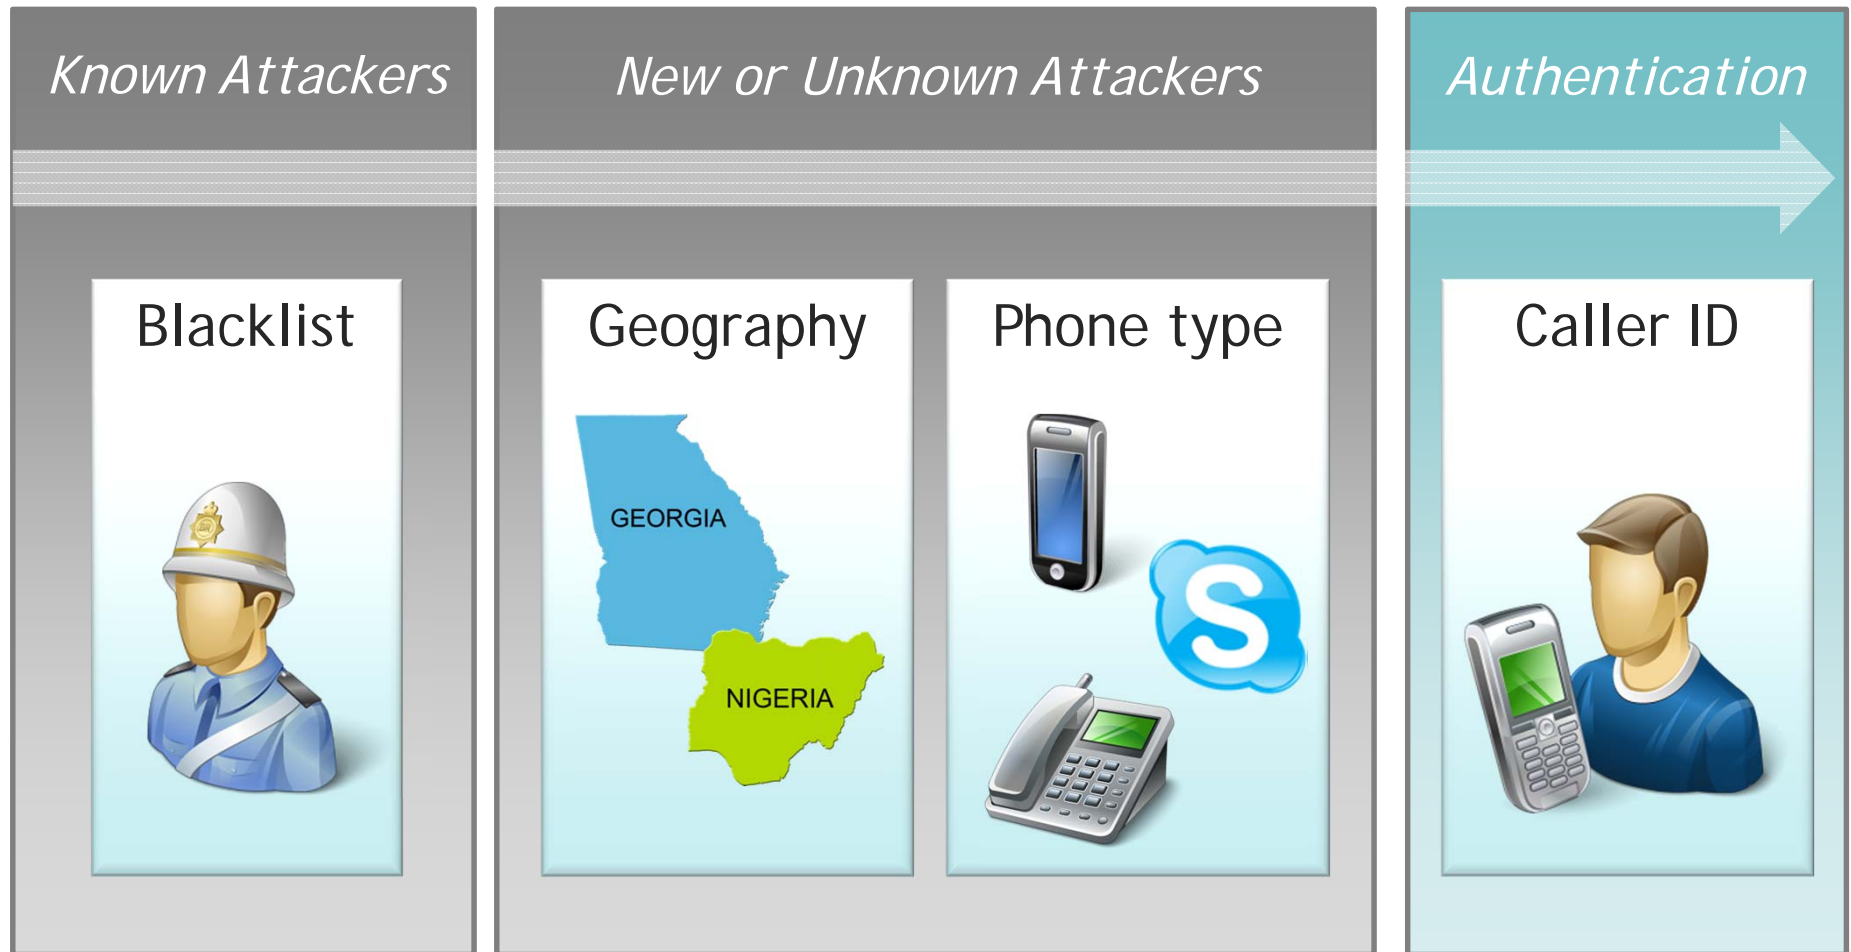 Known Attackers
New or Unknown Attackers
Authentication
Blacklist
Geography
Phone type
Caller ID
GEORGIA
NIGERIA
S